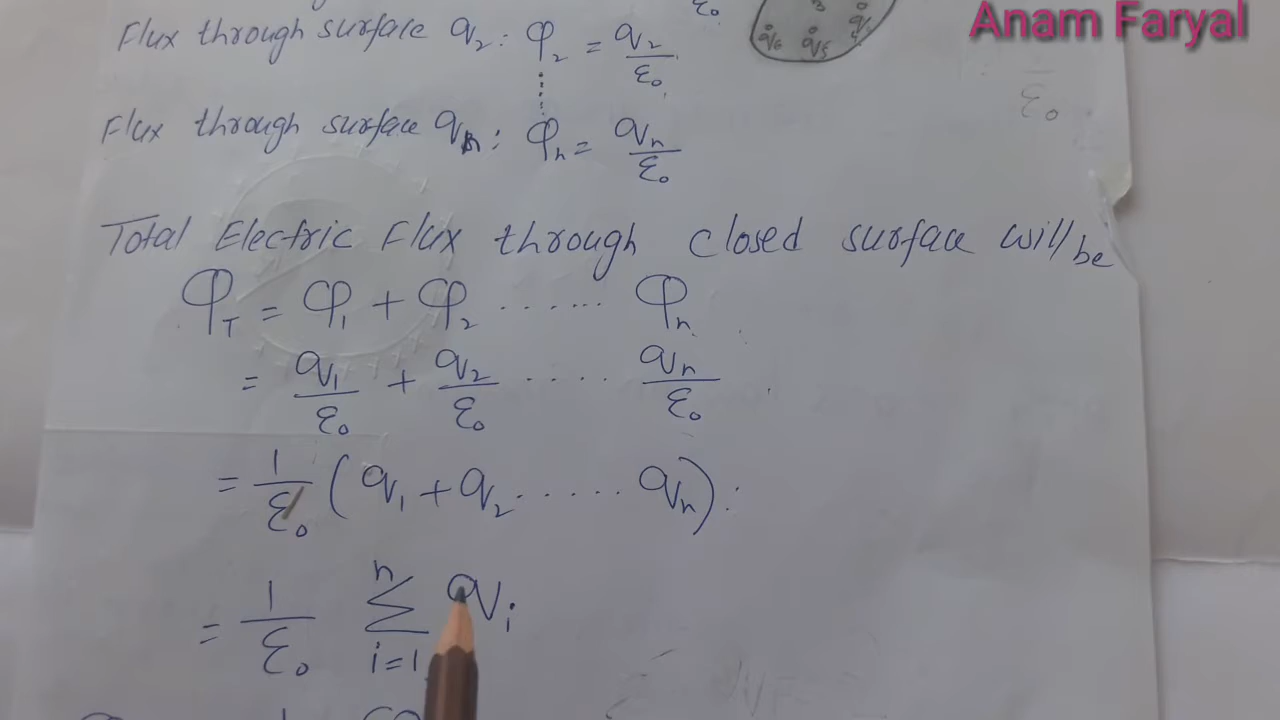 Anam Faryal
ε₀
Flux through surface q₂ : φ₂ = q₂/ε₀
Flux through surface qₙ : φₙ = qₙ/ε₀
Total Electric Flux through closed surface will be
φ_T = φ₁ + φ₂ ....... φₙ
= q₁/ε₀ + q₂/ε₀ ..... qₙ/ε₀
= 1/ε₀ (q₁ + q₂ ...... qₙ) :
= 1/ε₀ Σ n i=1 qᵢ